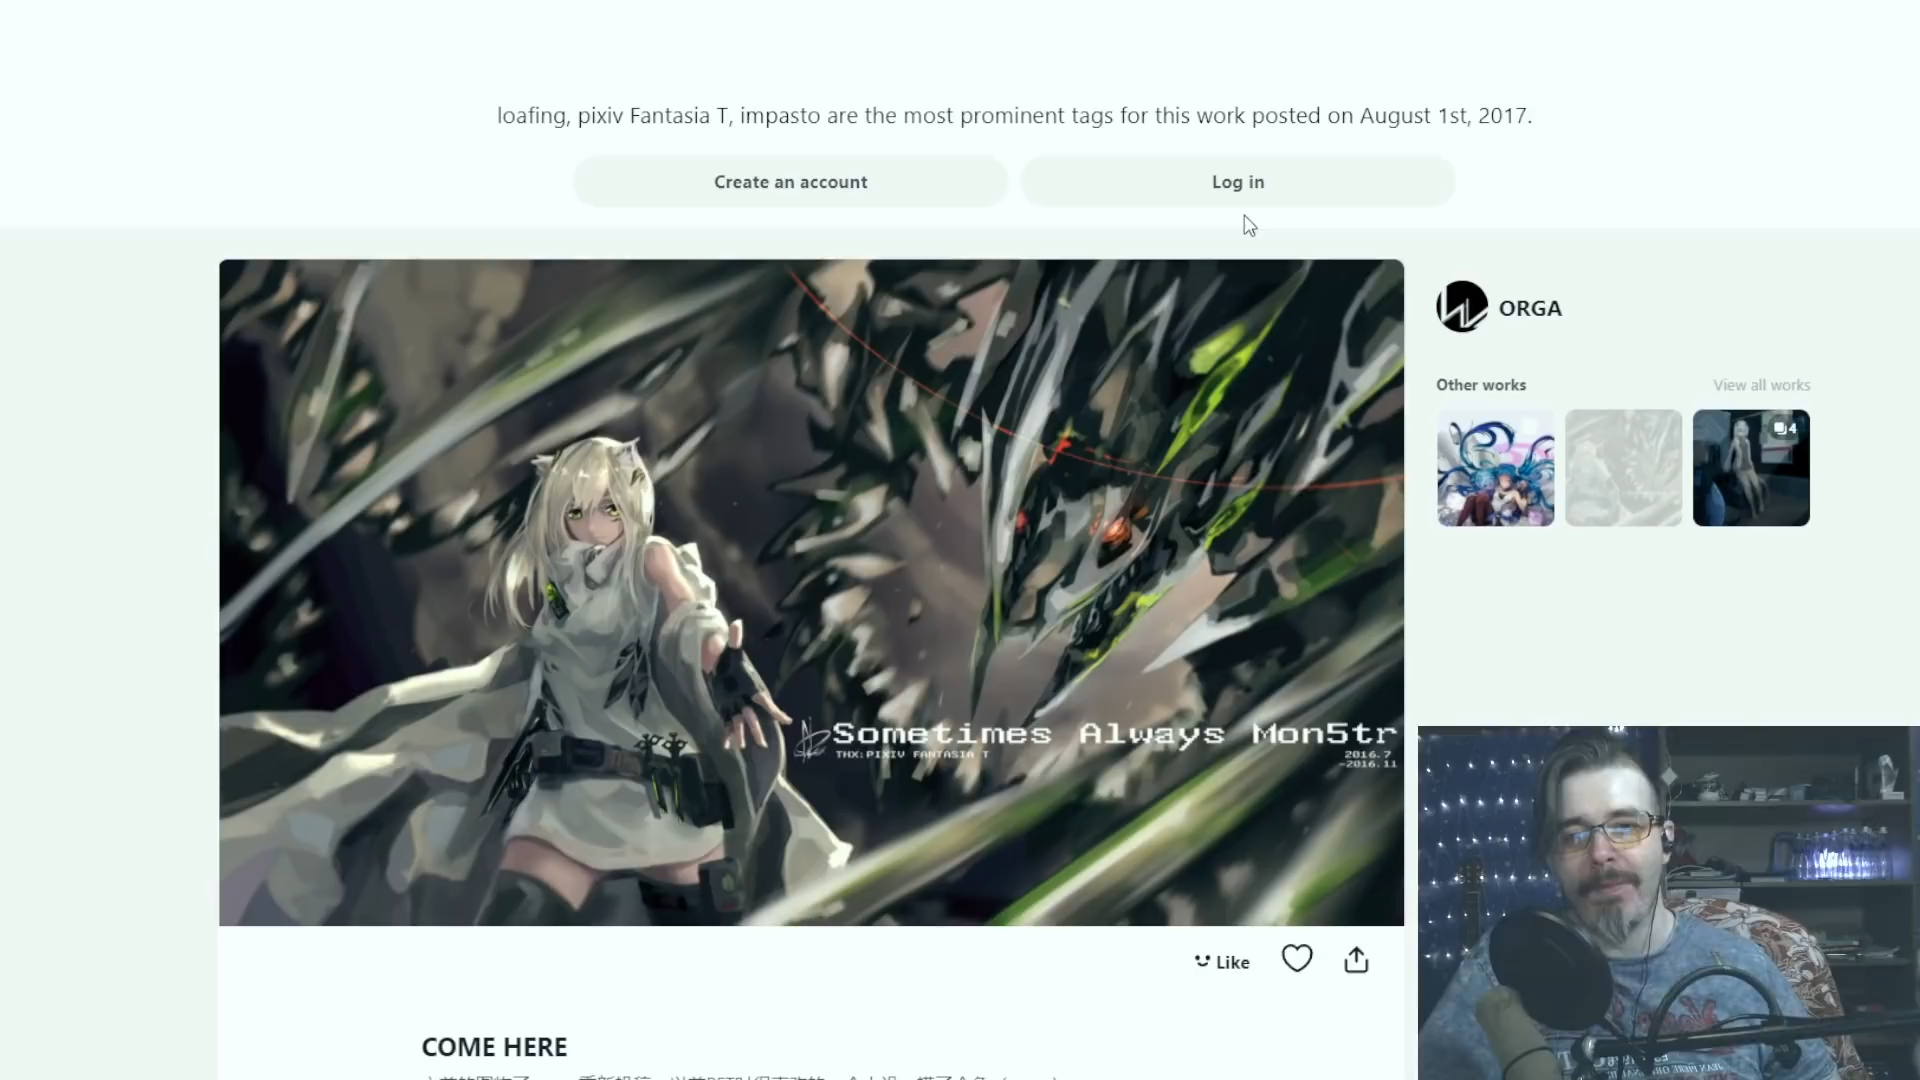 loafing, pixiv Fantasia T, impasto are the most prominent tags for this work posted on August 1st, 2017.
Create an account
Log in
ORGA
Other works
View all works
4
Sometimes Always Mon5tr
THX:PIXIV FANTASIA T
2016.7
-2016.11
Like
COME HERE